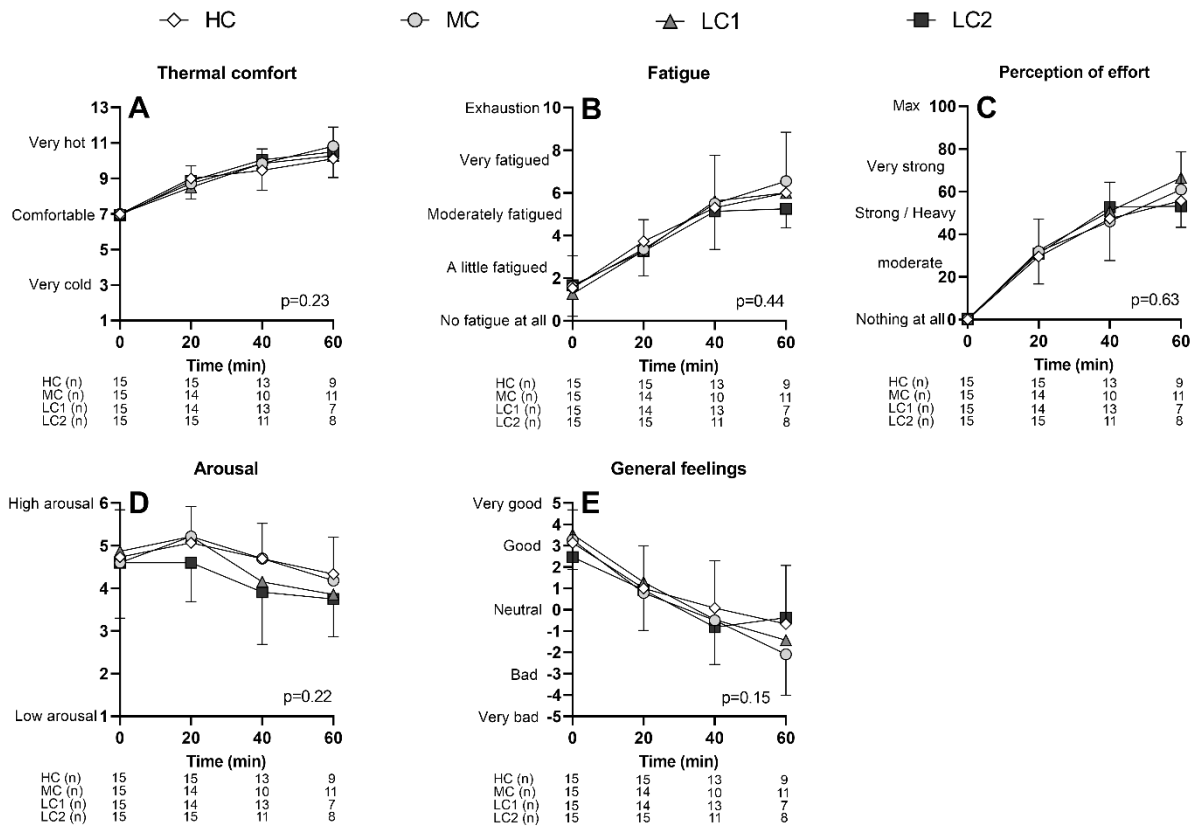 HC MC LC1 LC2
Thermal comfort
A
13
Very hot 11
9
Comfortable 7
5
Very cold 3
1
p=0.23
0 20 40 60
Time (min)
HC (n) 15 15 13 9
MC (n) 15 14 10 11
LC1 (n) 15 14 13 7
LC2 (n) 15 15 11 8
Fatigue
B
Exhaustion 10
Very fatigued 8
6
Moderately fatigued 4
A little fatigued 2
No fatigue at all 0
p=0.44
0 20 40 60
Time (min)
HC (n) 15 15 13 9
MC (n) 15 14 10 11
LC1 (n) 15 14 13 7
LC2 (n) 15 15 11 8
Perception of effort
C
Max 100
80
Very strong
60
Strong / Heavy
40
moderate
20
Nothing at all 0
p=0.63
0 20 40 60
Time (min)
HC (n) 15 15 13 9
MC (n) 15 14 10 11
LC1 (n) 15 14 13 7
LC2 (n) 15 15 11 8
Arousal
D
High arousal 6
5
4
3
2
Low arousal 1
p=0.22
0 20 40 60
Time (min)
HC (n) 15 15 13 9
MC (n) 15 14 10 11
LC1 (n) 15 14 13 7
LC2 (n) 15 15 11 8
General feelings
E
Very good 5
4
Good 3
2
1
Neutral 0
-1
-2
Bad -3
-4
Very bad -5
p=0.15
0 20 40 60
Time (min)
HC (n) 15 15 13 9
MC (n) 15 14 10 11
LC1 (n) 15 14 13 7
LC2 (n) 15 15 11 8